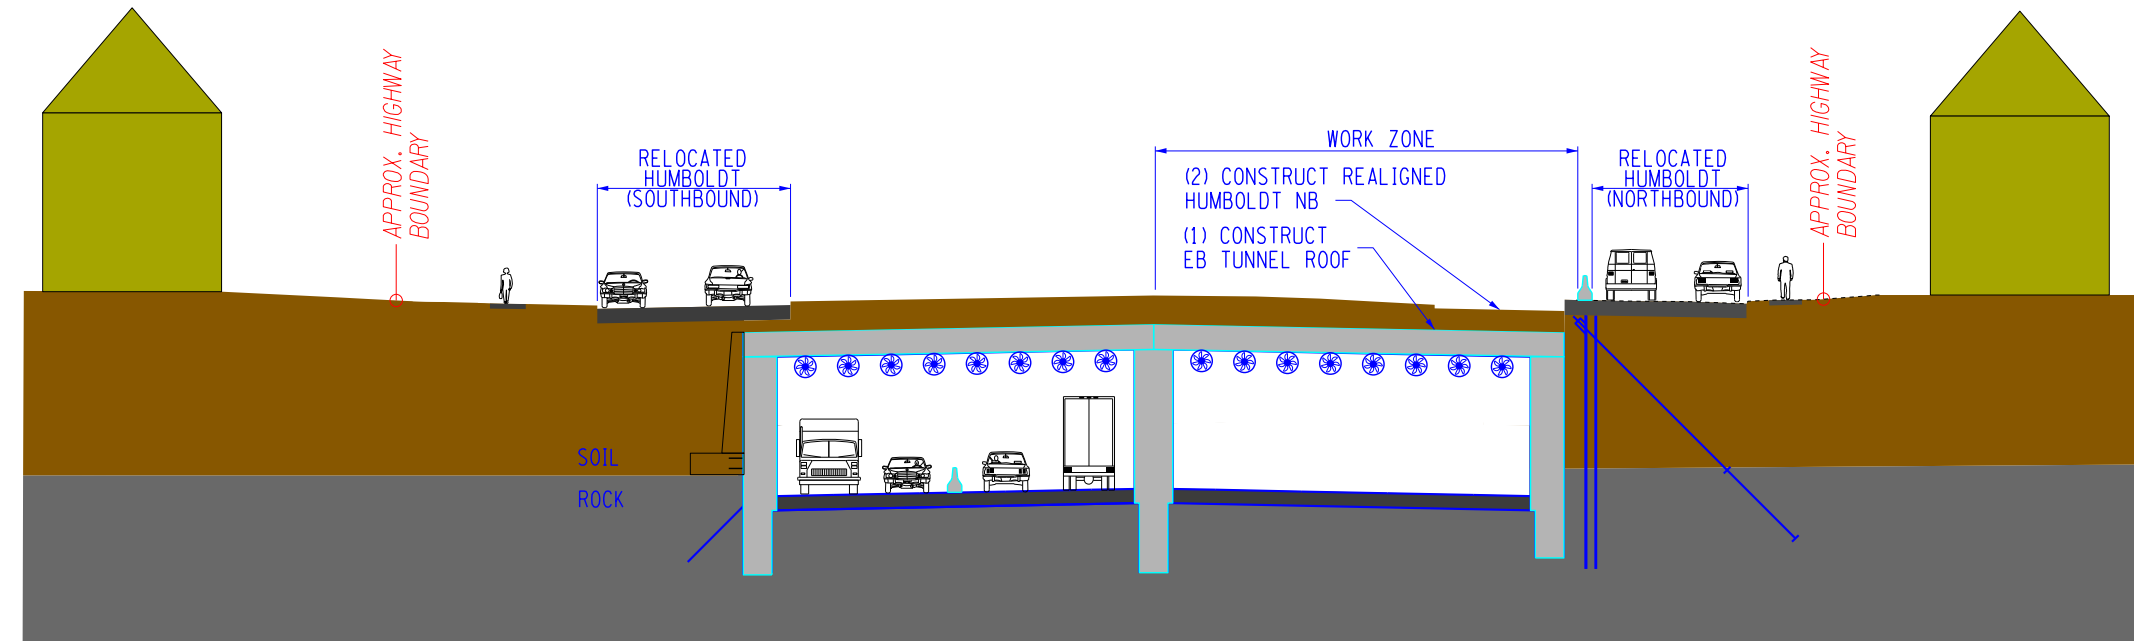 APPROX. HIGHWAY
BOUNDARY
RELOCATED
HUMBOLDT
(SOUTHBOUND)
WORK ZONE
(2) CONSTRUCT REALIGNED
HUMBOLDT NB
(1) CONSTRUCT
EB TUNNEL ROOF
RELOCATED
HUMBOLDT
(NORTHBOUND)
APPROX. HIGHWAY
BOUNDARY
SOIL
ROCK